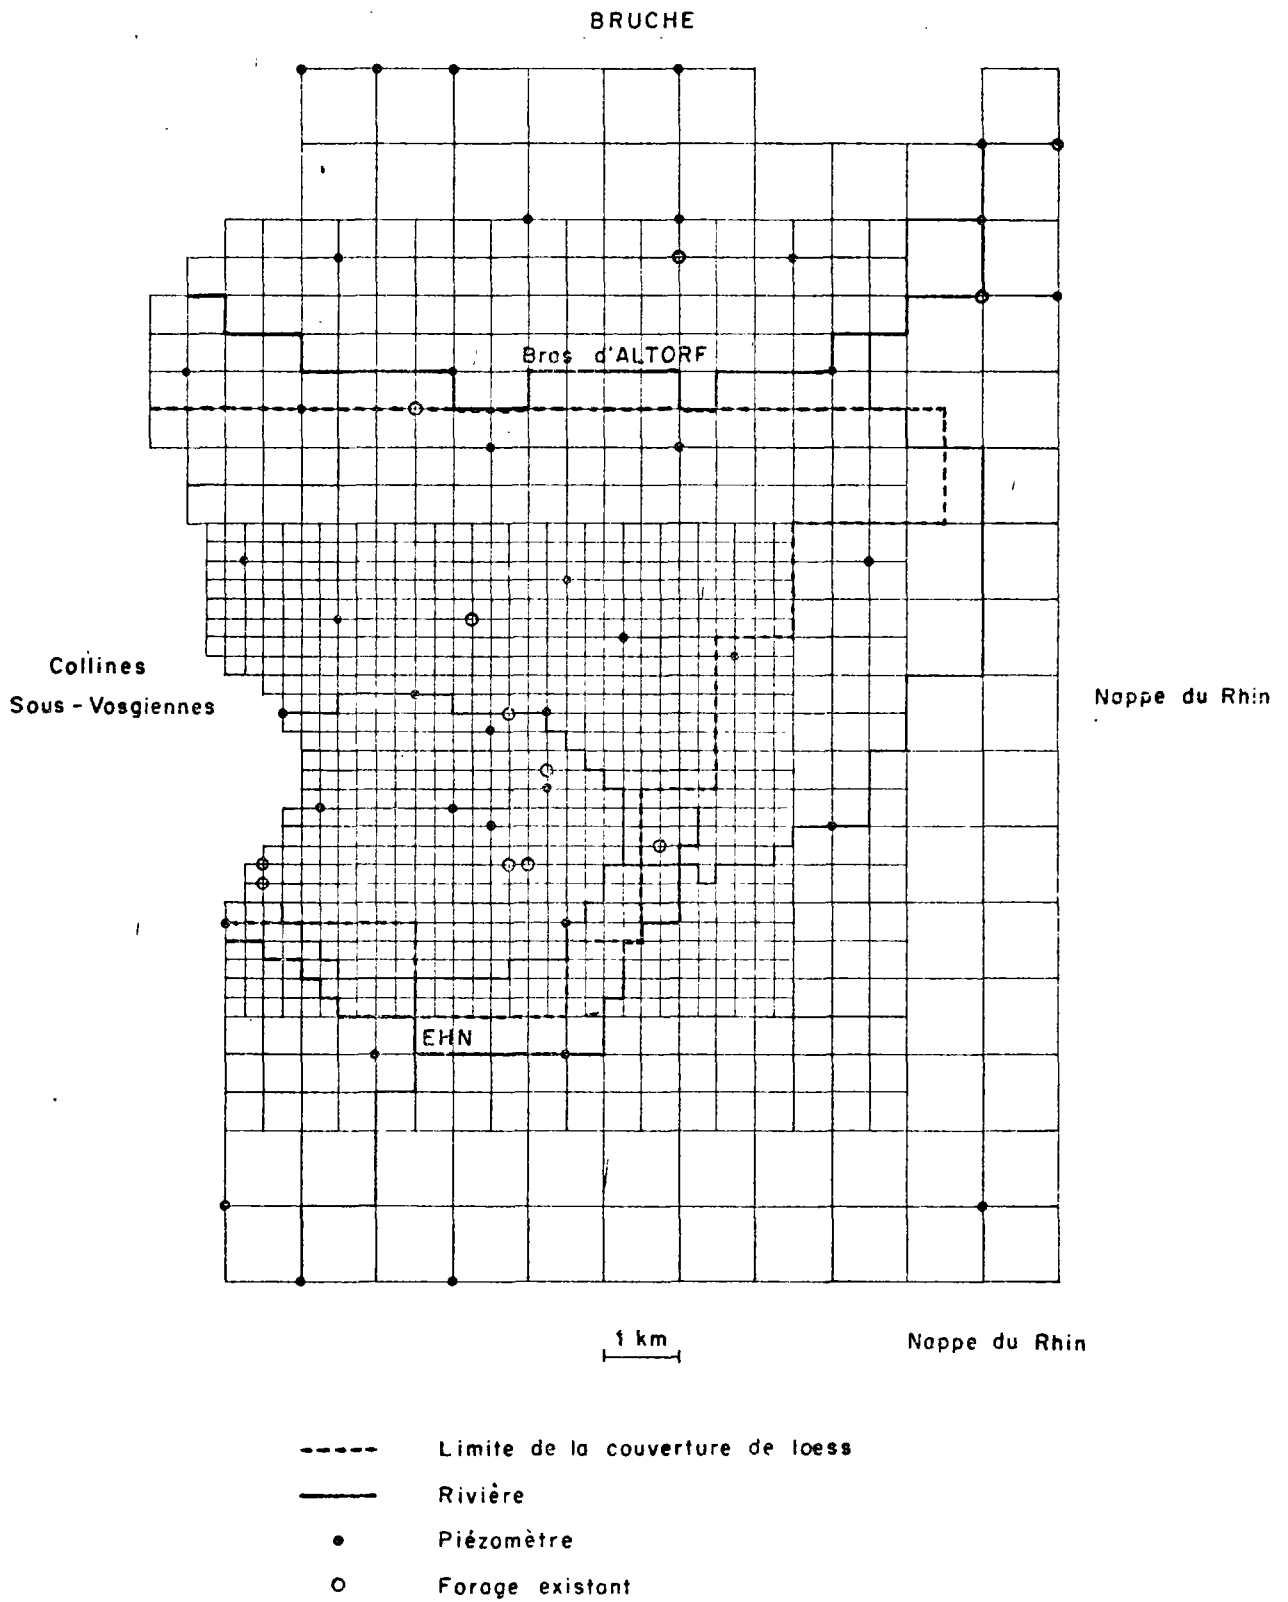 BRUCHE
Bras d'ALTORF
Collines
Sous-Vosgiennes
Nappe du Rhin
EHN
1 km
Nappe du Rhin
Limite de la couverture de loess
Rivière
Piézomètre
Forage existant